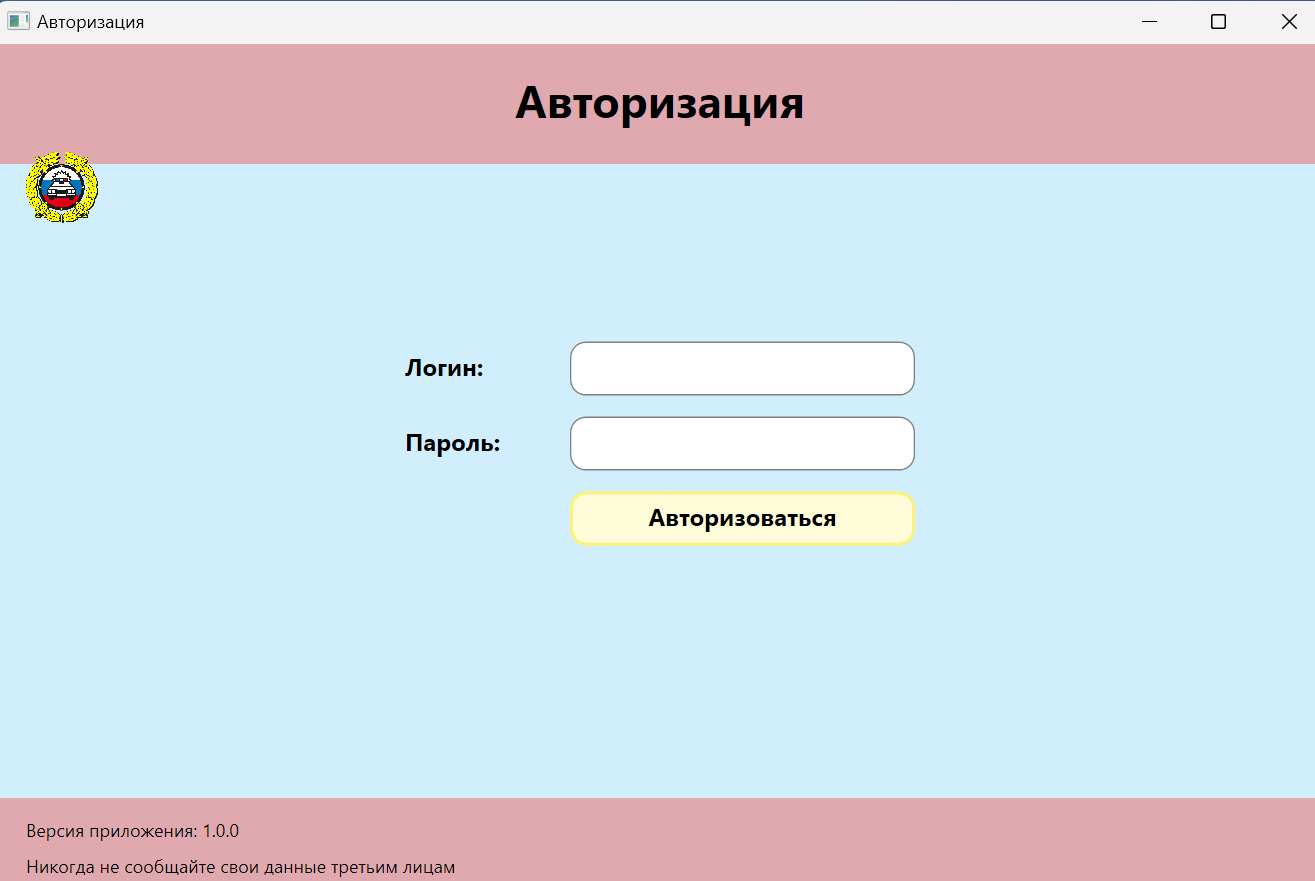 Авторизация
Авторизация
Логин:
Пароль:
Авторизоваться
Версия приложения: 1.0.0
Никогда не сообщайте свои данные третьим лицам